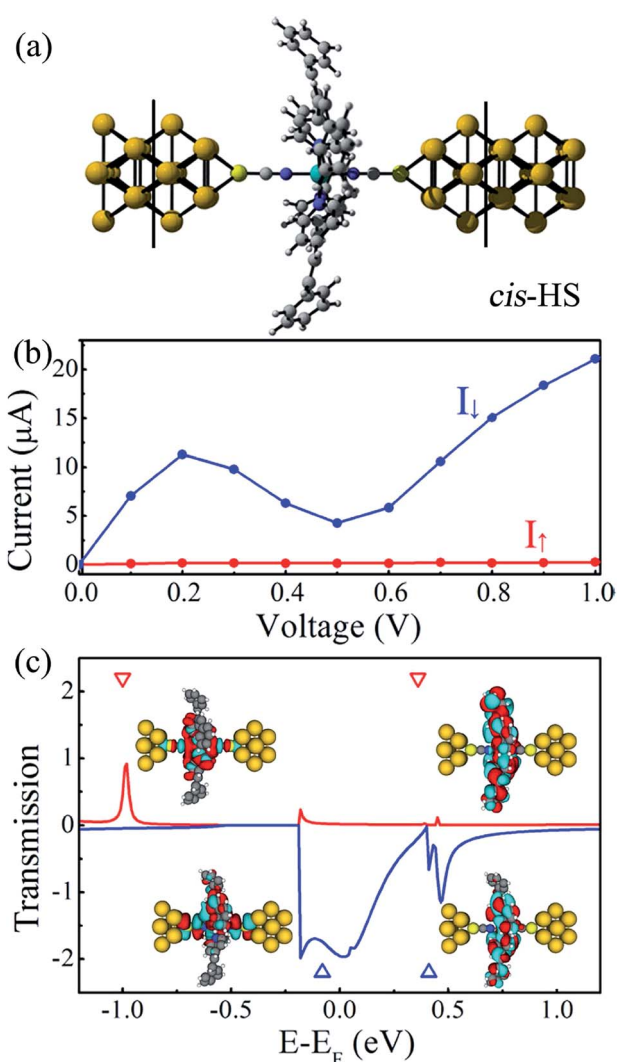 (a)
cis-HS
(b)
20
15
10
5
0
Current (μA)
I↓
I↑
0.0 0.2 0.4 0.6 0.8 1.0
Voltage (V)
(c)
2
1
0
-1
-2
Transmission
-1.0 -0.5 0.0 0.5 1.0
E-E_F (eV)